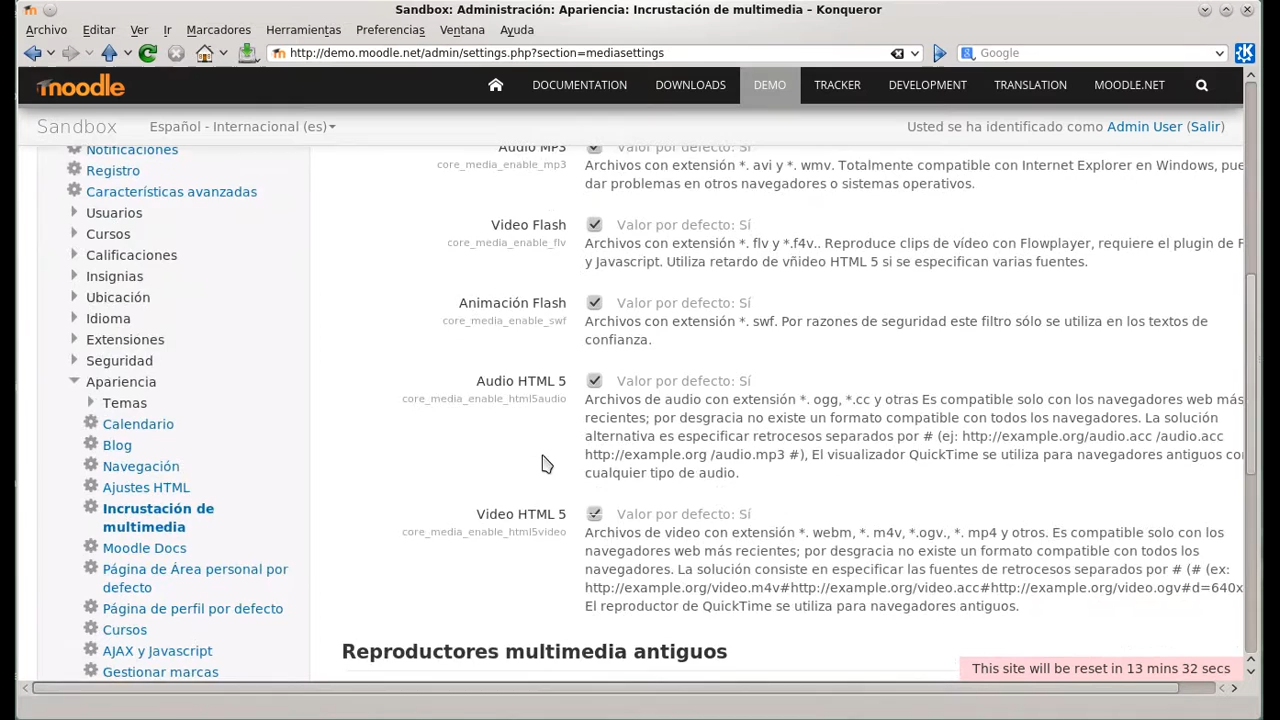 Sandbox: Administración: Apariencia: Incrustación de multimedia – Konqueror
Archivo Editar Ver Ir Marcadores Herramientas Preferencias Ventana Ayuda
http://demo.moodle.net/admin/settings.php?section=mediasettings
Google
moodle
DOCUMENTATION DOWNLOADS DEMO TRACKER DEVELOPMENT TRANSLATION MOODLE.NET
Sandbox Español - Internacional (es) Usted se ha identificado como Admin User (Salir)
Notificaciones
Registro
Características avanzadas
Usuarios
Cursos
Calificaciones
Insignias
Ubicación
Idioma
Extensiones
Seguridad
Apariencia
Temas
Calendario
Blog
Navegación
Ajustes HTML
Incrustación de
multimedia
Moodle Docs
Página de Área personal por
defecto
Página de perfil por defecto
Cursos
AJAX y Javascript
Gestionar marcas
Audio MP3 Valor por defecto: Sí
core_media_enable_mp3
Archivos con extensión *. avi y *. wmv. Totalmente compatible con Internet Explorer en Windows, pue
dar problemas en otros navegadores o sistemas operativos.
Video Flash Valor por defecto: Sí
core_media_enable_flv
Archivos con extensión *. flv y *.f4v.. Reproduce clips de vídeo con Flowplayer, requiere el plugin de F
y Javascript. Utiliza retardo de vñideo HTML 5 si se especifican varias fuentes.
Animación Flash Valor por defecto: Sí
core_media_enable_swf
Archivos con extensión *. swf. Por razones de seguridad este filtro sólo se utiliza en los textos de
confianza.
Audio HTML 5 Valor por defecto: Sí
core_media_enable_html5audio
Archivos de audio con extensión *. ogg, *.cc y otras Es compatible solo con los navegadores web más
recientes; por desgracia no existe un formato compatible con todos los navegadores. La solución
alternativa es especificar retrocesos separados por # (ej: http://example.org/audio.acc /audio.acc
http://example.org /audio.mp3 #), El visualizador QuickTime se utiliza para navegadores antiguos con
cualquier tipo de audio.
Video HTML 5 Valor por defecto: Sí
core_media_enable_html5video
Archivos de video con extensión *. webm, *. m4v, *.ogv., *. mp4 y otros. Es compatible solo con los
navegadores web más recientes; por desgracia no existe un formato compatible con todos los
navegadores. La solución consiste en especificar las fuentes de retrocesos separados por # (# (ex:
http://example.org/video.m4v#http://example.org/video.acc#http://example.org/video.ogv#d=640x
El reproductor de QuickTime se utiliza para navegadores antiguos.
Reproductores multimedia antiguos
This site will be reset in 13 mins 32 secs